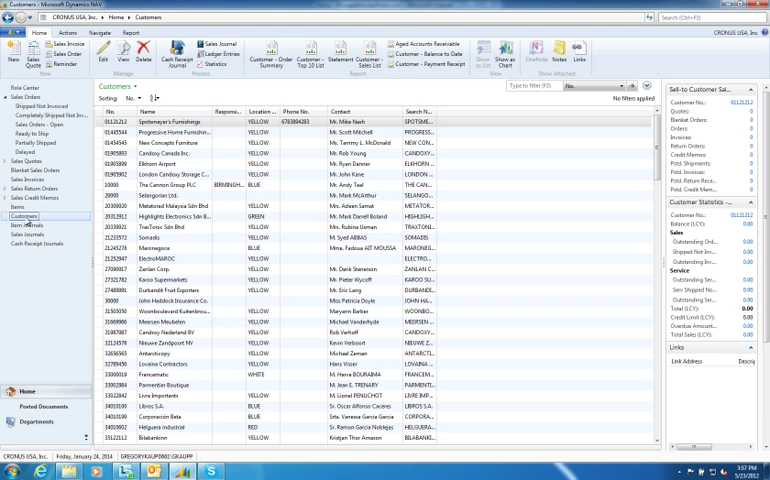 Customers - Microsoft Dynamics NAV
CRONUS USA, Inc. Home Customers Search (Ctrl+F3)
Home Actions Navigate Report CRONUS USA, Inc.
New
Sales Quote
Sales Invoice
Sales Order
Reminder
Edit View Delete
Cash Receipt Journal
Sales Journal
Ledger Entries
Statistics
Customer - Order Summary
Customer - Top 10 List
Statement
Customer - Sales List
Aged Accounts Receivable
Customer - Balance to Date
Customer - Payment Receipt
Show as List
Show as Chart
OneNote Notes Links
New Manage Process Report View Show Attached
Role Center
Sales Orders
Shipped Not Invoiced
Completely Shipped Not Inv...
Sales Orders - Open
Ready to Ship
Partially Shipped
Delayed
Sales Quotes
Blanket Sales Orders
Sales Invoices
Sales Return Orders
Sales Credit Memos
Items
Customers
Item Journals
Sales Journals
Cash Receipt Journals
Home
Posted Documents
Departments
Customers Type to filter (F3) No.
Sorting: No. No filters applied
No. Name Responsi... Location ... Phone No. Contact Search N...
01121212 Spotsmeyer's Furnishings YELLOW 6783894283 Mr. Mike Nash SPOTSME...
01445544 Progressive Home Furnishin... YELLOW Mr. Scott Mitchell PROGRESS...
01454545 New Concepts Furniture YELLOW Ms. Tammy L. McDonald NEW CON...
01905893 Candoxy Canada Inc. YELLOW Mr. Rob Young CANDOXY...
01905899 Elkhorn Airport YELLOW Mr. Ryan Danner ELKHORN...
01905902 London Candoxy Storage C... YELLOW Mr. John Kane LONDON...
10000 The Cannon Group PLC BIRMINGH... BLUE Mr. Andy Teal THE CANN...
20000 Selangorian Ltd. Mr. Mark McArthur SELANGO...
20309920 Metatorad Malaysia Sdn Bhd YELLOW Mrs. Azleen Samat METATOR...
20312912 Highlights Electronics Sdn B... GREEN Mr. Mark Darrell Boland HIGHLIGH...
20339921 TraxTonic Sdn Bhd YELLOW Mrs. Rubina Usman TRAXTONI...
21233572 Somadis YELLOW M. Syed ABBAS SOMADIS
21245278 Maronegoce BLUE Mme. Fadoua AIT MOUSSA MARONEG...
21252947 ElectroMAROC YELLOW ELECTRO...
27090917 Zanlan Corp. YELLOW Mr. Derik Stenerson ZANLAN C...
27321782 Karoo Supermarkets YELLOW Mr. Pieter Wycoff KAROO SU...
27489991 Durbandit Fruit Exporters YELLOW Mr. Eric Lang DURBANDI...
30000 John Haddock Insurance Co. Miss Patricia Doyle JOHN HA...
31505050 Woonboulevard Kuitenbrou... YELLOW Maryann Barber WOONBO...
31669966 Meersen Meubelen YELLOW Michael Vanderhyde MEERSEN ...
31987987 Candoxy Nederland BV YELLOW Rob Verhoff CANDOXY ...
32124578 Nieuwe Zandpoort NV YELLOW Kevin Verboort NIEUWE Z...
32656565 Antarcticopy YELLOW Michael Zeman ANTARCTI...
32789456 Lovaina Contractors YELLOW Hans Visser LOVAINA ...
33000019 Francematic WHITE M. Herve BOURAIMA FRANCEM...
33002984 Parmentier Boutique M. Jean E. TRENARY PARMENTI...
33022842 Livre Importants YELLOW M. Lionel PENUCHOT LIVRE IMP...
34010100 Libros S.A. BLUE Sr. Oscar Alfonso Cáceres LIBROS S.A.
34010199 Corporación Beta BLUE Srta. Vanessa García García CORPORA...
34010602 Helguera industrial RED Sr. Ramon García Noblejas HELGUER...
35122112 Bilabankinn YELLOW Kristjan Thor Arnason BILABANKI...
Sell-to Customer Sal...
Customer No.: 01121212
Quotes: 0
Blanket Orders: 0
Orders: 0
Invoices: 0
Return Orders: 0
Credit Memos: 0
Pstd. Shipments: 0
Pstd. Invoices: 0
Pstd. Return Rece... 0
Pstd. Credit Mem... 0
Customer Statistics -...
Customer No.: 01121212
Balance (LCY): 0.00
Sales
Outstanding Ord... 0.00
Shipped Not Inv... 0.00
Outstanding Inv... 0.00
Service
Outstanding Ser... 0.00
Serv Shipped No... 0.00
Outstanding Ser... 0.00
Total (LCY): 0.00
Credit Limit (LCY): 0.00
Overdue Amount... 0.00
Total Sales (LCY): 0.00
Links
Link Address Descrip
CRONUS USA, Inc. Friday, January 24, 2014 GREGORYKAUPD661\GKAUPP
3:57 PM
5/23/2012